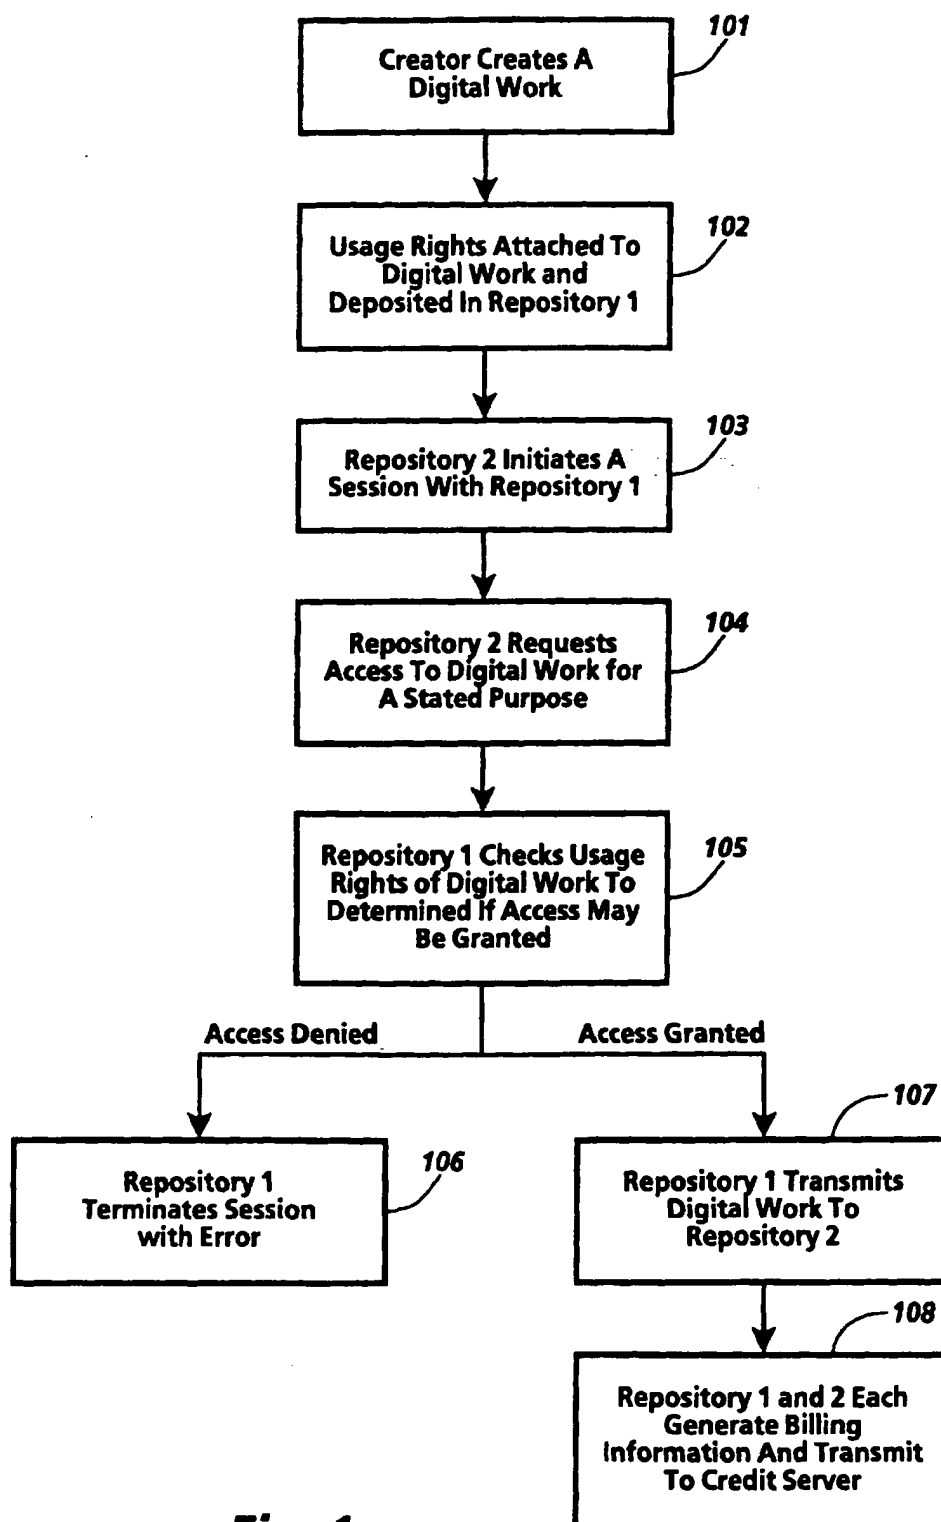 101
Creator Creates A
Digital Work
102
Usage Rights Attached To
Digital Work and
Deposited In Repository 1
103
Repository 2 Initiates A
Session With Repository 1
104
Repository 2 Requests
Access To Digital Work for
A Stated Purpose
105
Repository 1 Checks Usage
Rights of Digital Work To
Determined If Access May
Be Granted
Access Denied
Access Granted
106
Repository 1
Terminates Session
with Error
107
Repository 1 Transmits
Digital Work To
Repository 2
108
Repository 1 and 2 Each
Generate Billing
Information And Transmit
To Credit Server